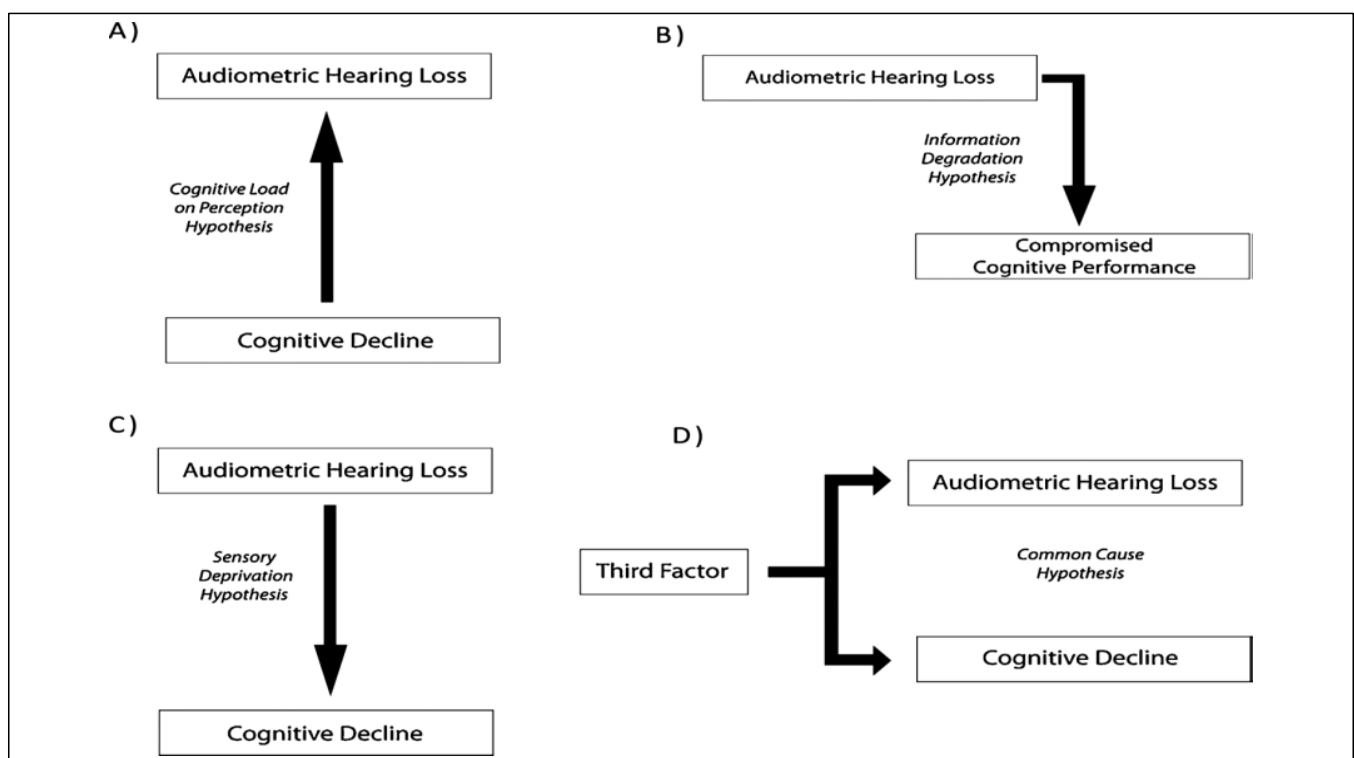 A)
Audiometric Hearing Loss
Cognitive Load
on Perception
Hypothesis
Cognitive Decline
B)
Audiometric Hearing Loss
Information
Degradation
Hypothesis
Compromised
Cognitive Performance
C)
Audiometric Hearing Loss
Sensory
Deprivation
Hypothesis
Cognitive Decline
D)
Third Factor
Audiometric Hearing Loss
Common Cause
Hypothesis
Cognitive Decline